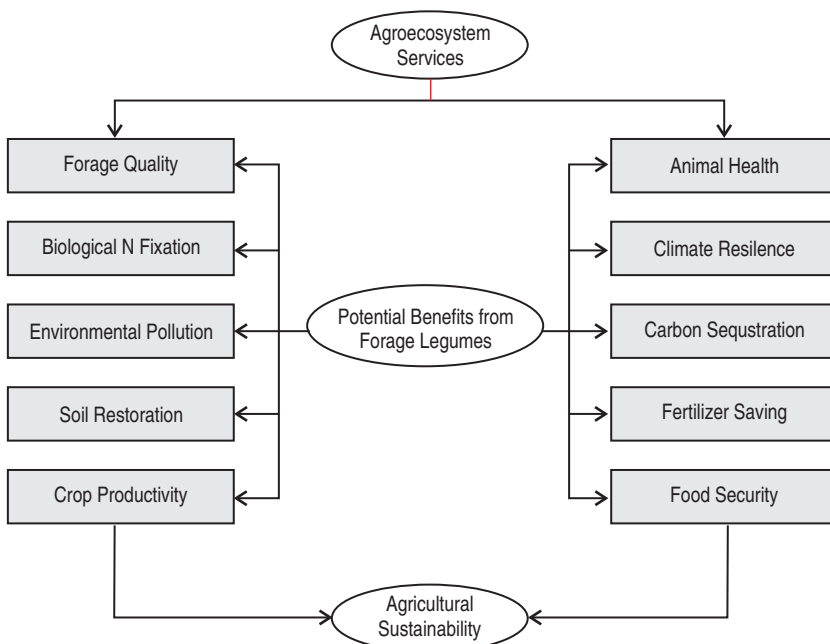 Agroecosystem
Services
Forage Quality
Animal Health
Biological N Fixation
Climate Resilence
Potential Benefits from
Forage Legumes
Environmental Pollution
Carbon Sequstration
Soil Restoration
Fertilizer Saving
Crop Productivity
Food Security
Agricultural
Sustainability